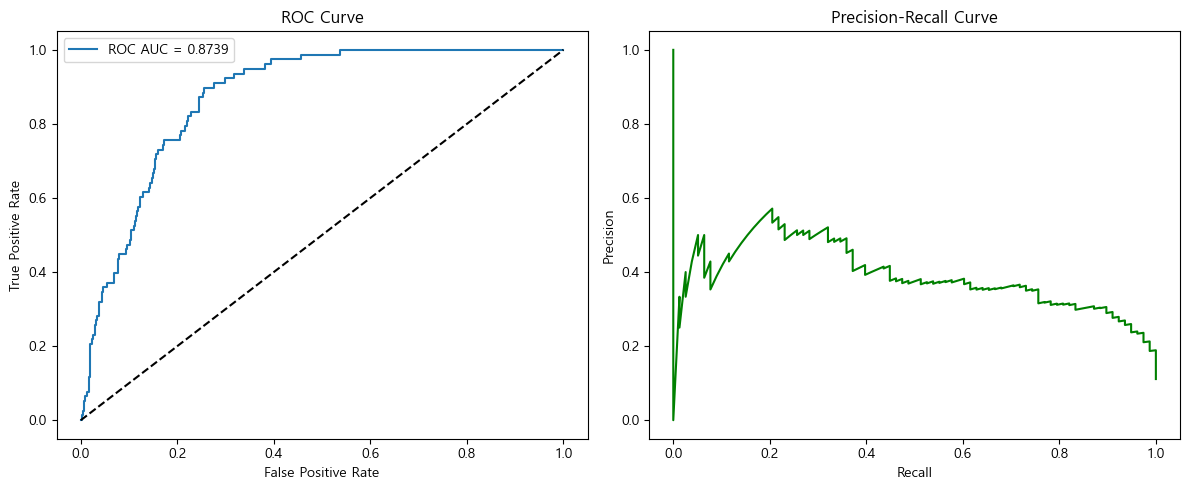 ROC Curve
ROC AUC = 0.8739
1.0
0.8
0.6
0.4
0.2
0.0
True Positive Rate
0.0 0.2 0.4 0.6 0.8 1.0
False Positive Rate
Precision-Recall Curve
1.0
0.8
0.6
0.4
0.2
0.0
Precision
0.0 0.2 0.4 0.6 0.8 1.0
Recall